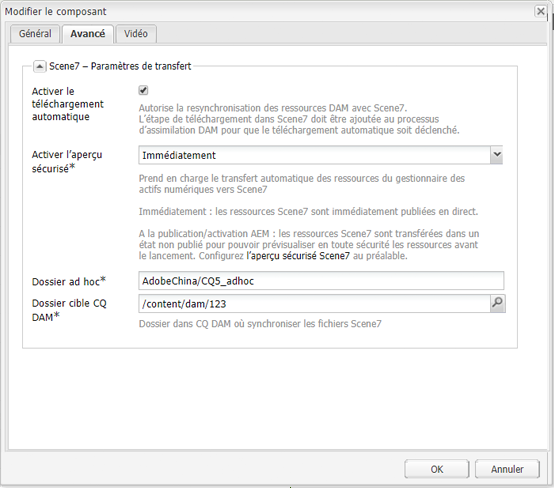 Modifier le composant
Général
Avancé
Vidéo
Scene7 – Paramètres de transfert
Activer le
téléchargement
automatique
Autorise la resynchronisation des ressources DAM avec Scene7.
L'étape de téléchargement dans Scene7 doit être ajoutée au processus
d'assimilation DAM pour que le téléchargement automatique soit déclenché.
Activer l'aperçu
sécurisé*
Immédiatement
Prend en charge le transfert automatique des ressources du gestionnaire des
actifs numériques vers Scene7
Immédiatement : les ressources Scene7 sont immédiatement publiées en direct.
A la publication/activation AEM : les ressources Scene7 sont transférées dans un
état non publié pour pouvoir prévisualiser en toute sécurité les ressources avant
le lancement. Configurez l'aperçu sécurisé Scene7 au préalable.
Dossier ad hoc*
AdobeChina/CQ5_adhoc
Dossier cible CQ
DAM*
/content/dam/123
Dossier dans CQ DAM où synchroniser les fichiers Scene7
OK
Annuler